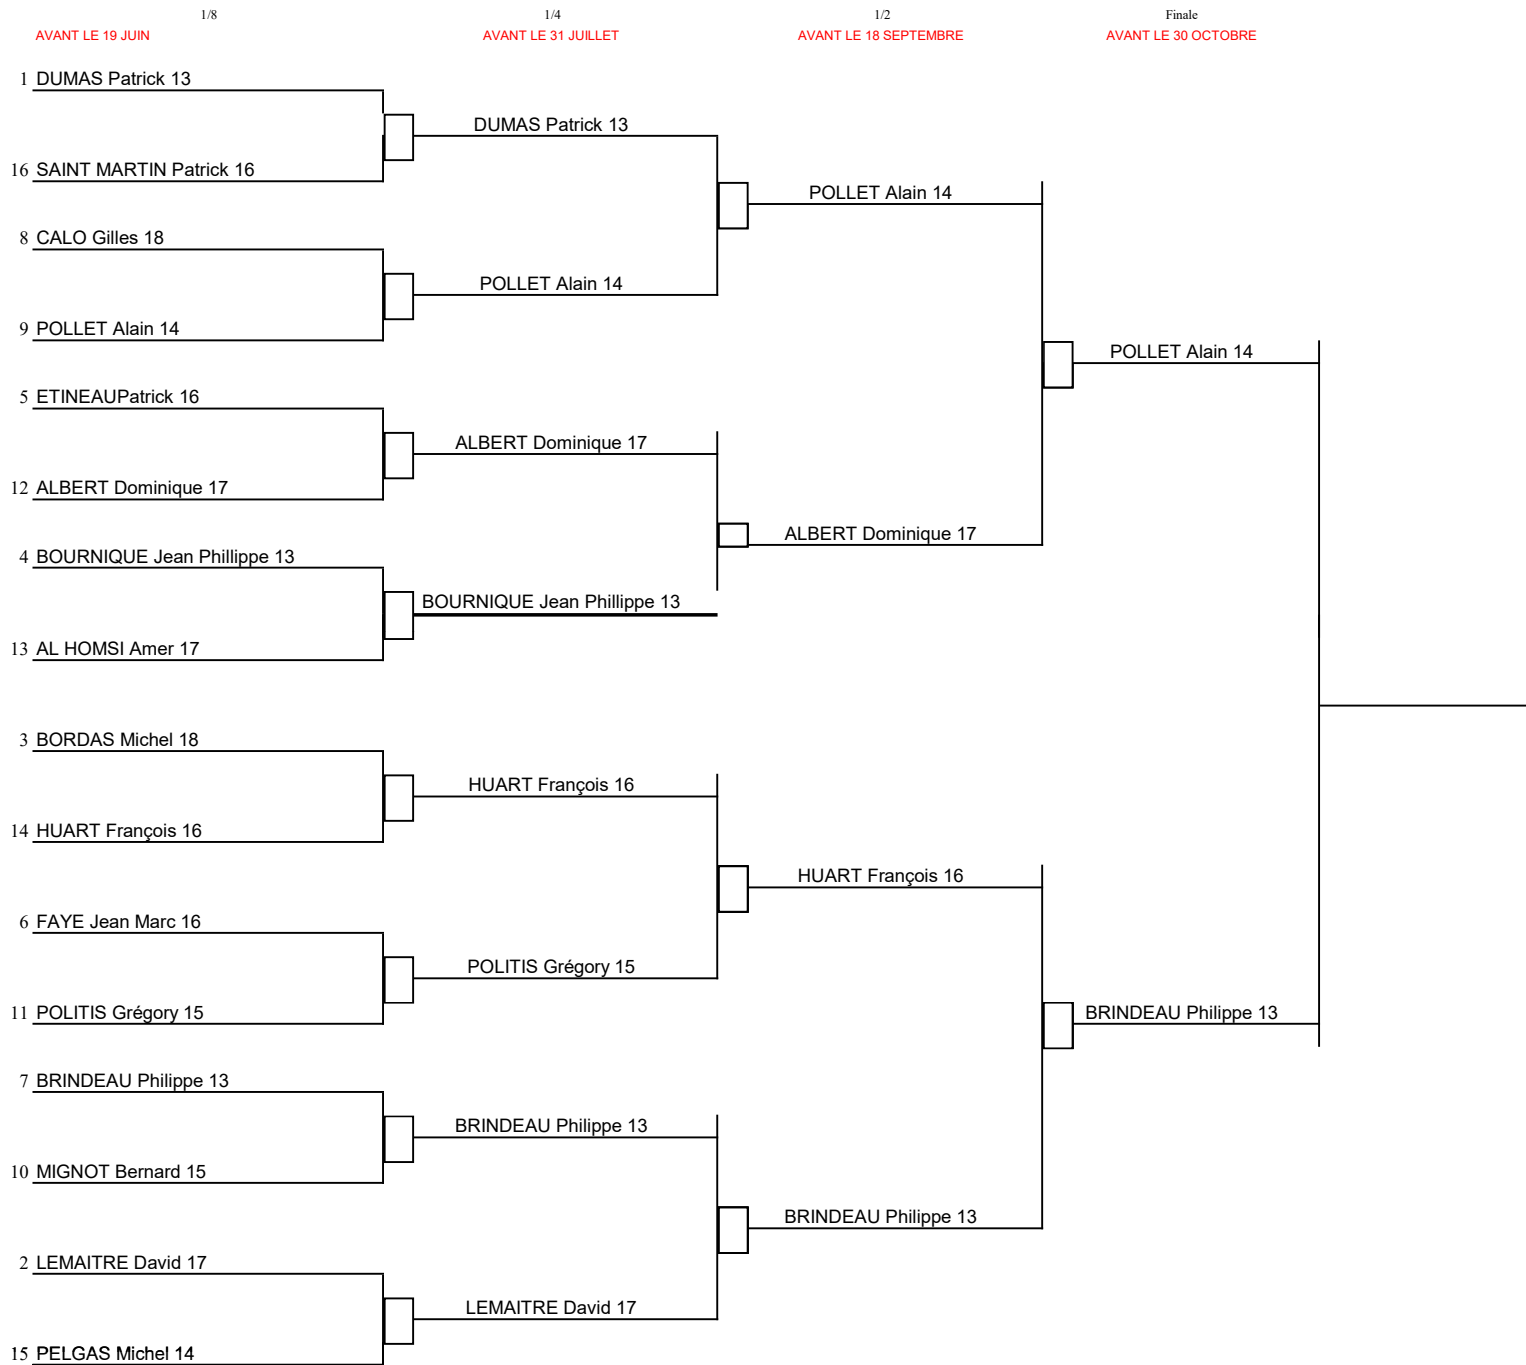 1/8 1/4 1/2 Finale
AVANT LE 19 JUIN AVANT LE 31 JUILLET AVANT LE 18 SEPTEMBRE AVANT LE 30 OCTOBRE
1 DUMAS Patrick 13
DUMAS Patrick 13
16 SAINT MARTIN Patrick 16
POLLET Alain 14
8 CALO Gilles 18
POLLET Alain 14
9 POLLET Alain 14
POLLET Alain 14
5 ETINEAUPatrick 16
ALBERT Dominique 17
12 ALBERT Dominique 17
ALBERT Dominique 17
4 BOURNIQUE Jean Phillippe 13
BOURNIQUE Jean Phillippe 13
13 AL HOMSI Amer 17
3 BORDAS Michel 18
HUART François 16
14 HUART François 16
HUART François 16
6 FAYE Jean Marc 16
POLITIS Grégory 15
11 POLITIS Grégory 15
BRINDEAU Philippe 13
7 BRINDEAU Philippe 13
BRINDEAU Philippe 13
10 MIGNOT Bernard 15
BRINDEAU Philippe 13
2 LEMAITRE David 17
LEMAITRE David 17
15 PELGAS Michel 14